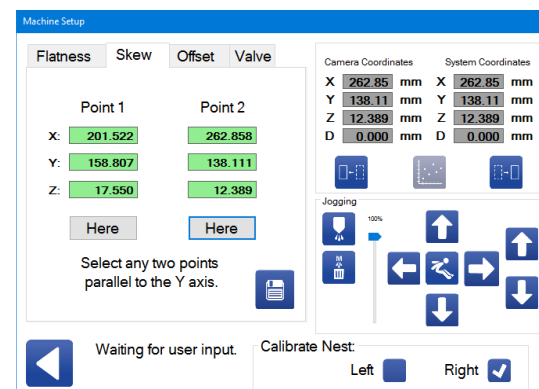 Machine Setup
Flatness Skew Offset Valve
Point 1 Point 2
X: 201.522 262.858
Y: 158.807 138.111
Z: 17.550 12.389
Here Here
Select any two points
parallel to the Y axis.
Camera Coordinates System Coordinates
X 262.85 mm X 262.85 mm
Y 138.11 mm Y 138.11 mm
Z 12.389 mm Z 12.389 mm
D 0.000 mm D 0.000 mm
Jogging
100%
M
Waiting for user input.
Calibrate Nest:
Left Right